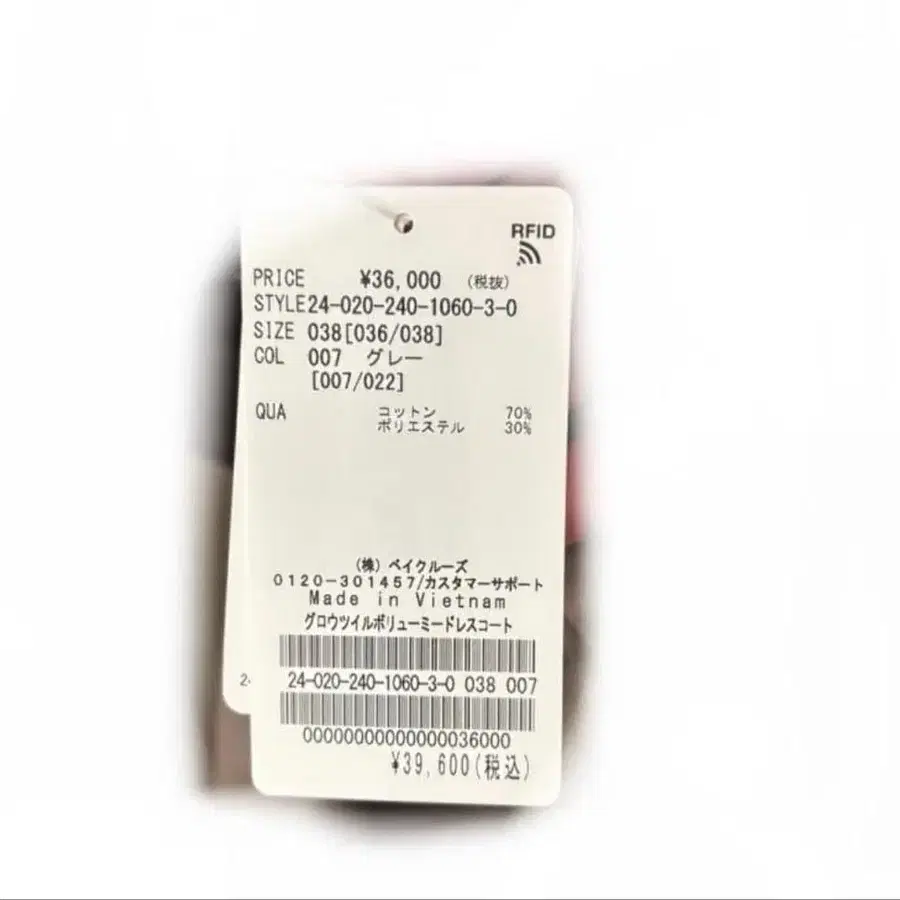 RFID
PRICE ¥36,000 (税抜)
STYLE24-020-240-1060-3-0
SIZE 038[036/038]
COL 007 グレー
[007/022]
QUA コットン 70%
ポリエステル 30%
(株) ベイクルーズ
0120-301457/カスタマーサポート
Made in Vietnam
グロウツイルボリューミードレスコート
24-020-240-1060-3-0 038 007
00000000000000036000
¥39,600(税込)
2